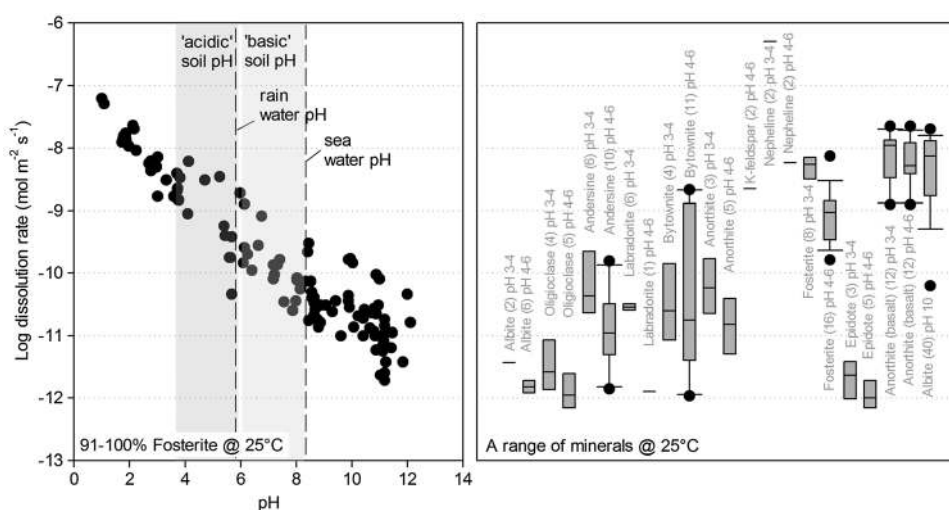 -6
-7
-8
-9
-10
-11
-12
-13
Log dissolution rate (mol m⁻² s⁻¹)
'acidic'
soil pH
'basic'
soil pH
rain
water pH
sea
water pH
91-100% Fosterite @ 25°C
0
2
4
6
8
10
12
14
pH
Albite (2) pH 3-4
Albite (6) pH 4-6
Oligioclase (4) pH 3-4
Oligioclase (5) pH 4-6
Andersine (6) pH 3-4
Andersine (10) pH 4-6
Labradorite (6) pH 3-4
Labradorite (1) pH 4-6
Bytownite (4) pH 3-4
Bytownite (11) pH 4-6
Anorthite (3) pH 3-4
Anorthite (5) pH 4-6
K-feldspar (2) pH 4-6
Nepheline (2) pH 3-4
Nepheline (2) pH 4-6
Fosterite (8) pH 3-4
Fosterite (16) pH 4-6
Epidote (3) pH 3-4
Epidote (5) pH 4-6
Anorthite (basalt) (12) pH 3-4
Anorthite (basalt) (12) pH 4-6
Albite (40) pH 10
A range of minerals @ 25°C